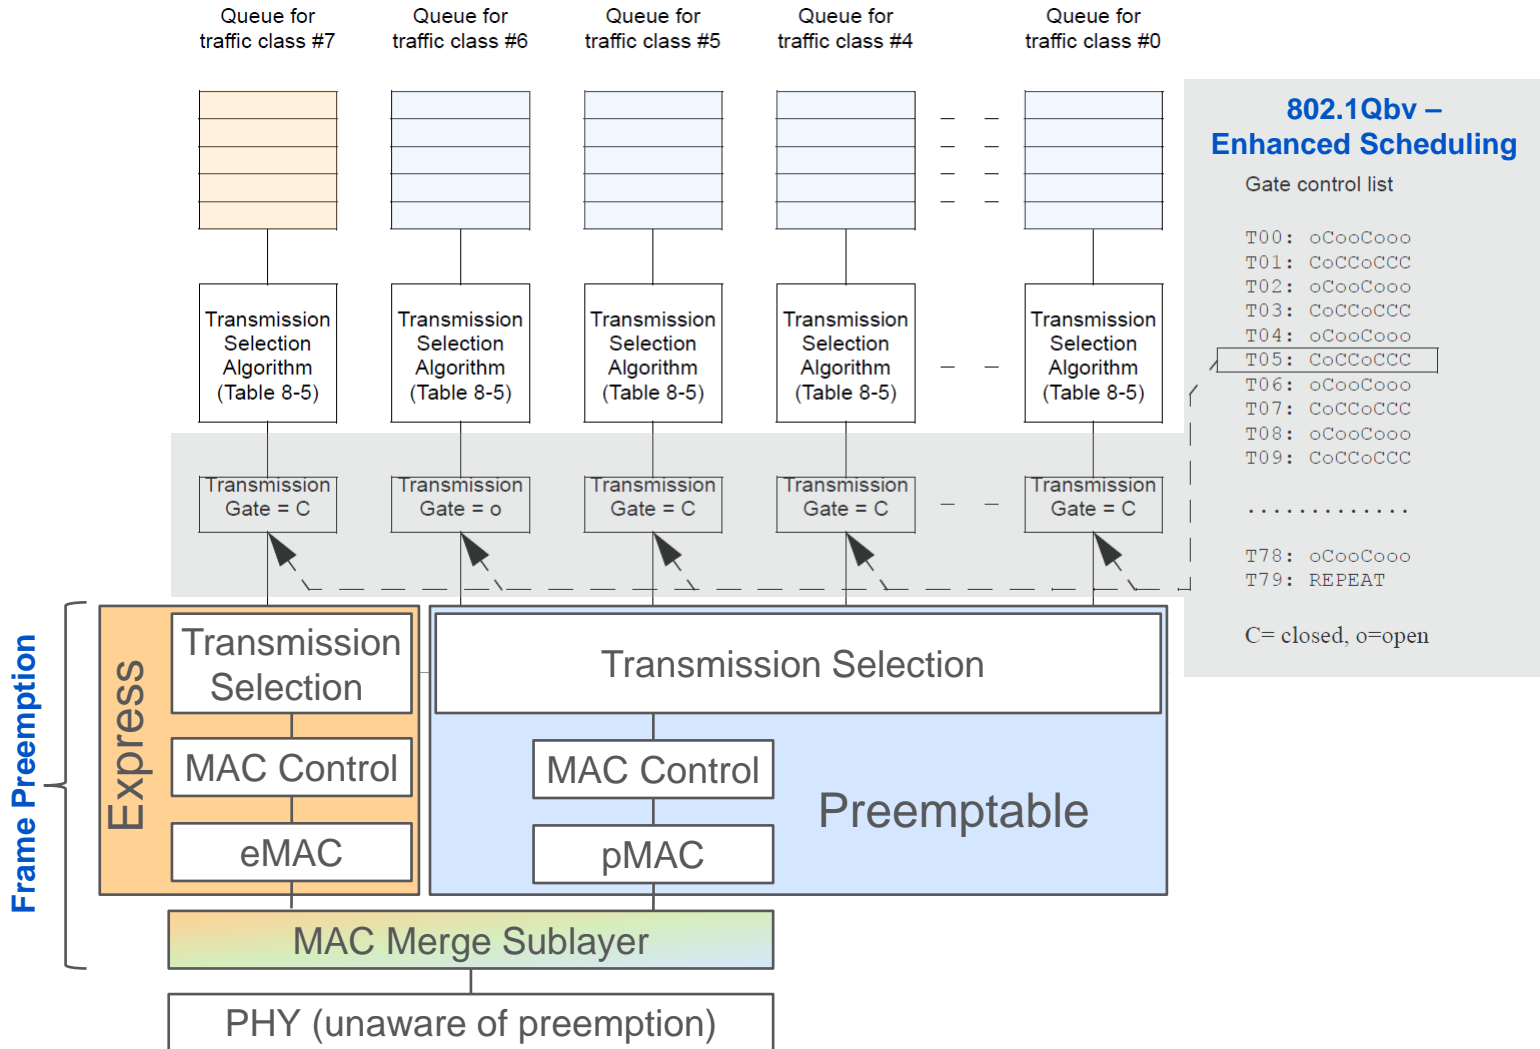 Queue for
traffic class #7
Queue for
traffic class #6
Queue for
traffic class #5
Queue for
traffic class #4
Queue for
traffic class #0
802.1Qbv –
Enhanced Scheduling
Gate control list
T00: oCooCooo
T01: CoCCoCCC
T02: oCooCooo
T03: CoCCoCCC
T04: oCooCooo
T05: CoCCoCCC
T06: oCooCooo
T07: CoCCoCCC
T08: oCooCooo
T09: CoCCoCCC
.............
T78: oCooCooo
T79: REPEAT
C= closed, o=open
Transmission
Selection
Algorithm
(Table 8-5)
Transmission
Selection
Algorithm
(Table 8-5)
Transmission
Selection
Algorithm
(Table 8-5)
Transmission
Selection
Algorithm
(Table 8-5)
Transmission
Selection
Algorithm
(Table 8-5)
Transmission
Gate = C
Transmission
Gate = o
Transmission
Gate = C
Transmission
Gate = C
Transmission
Gate = C
Frame Preemption
Express
Transmission
Selection
MAC Control
eMAC
Transmission Selection
MAC Control
pMAC
Preemptable
MAC Merge Sublayer
PHY (unaware of preemption)